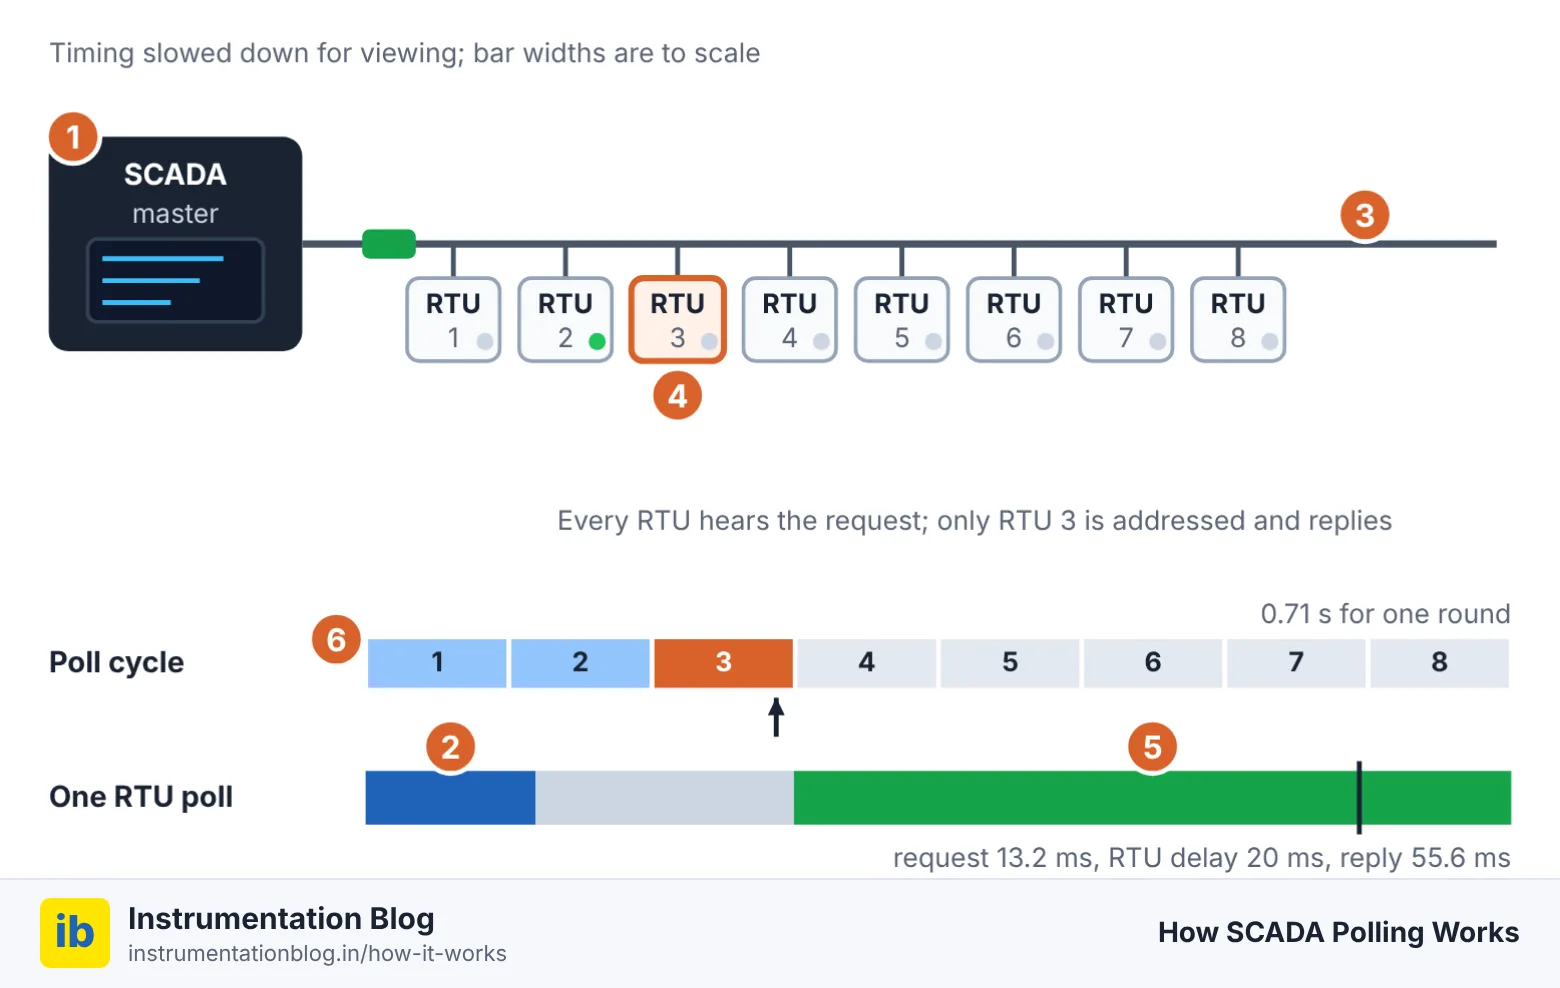 Timing slowed down for viewing; bar widths are to scale
1
SCADA
master
3
RTU
1
RTU
2
RTU
3
RTU
4
RTU
5
RTU
6
RTU
7
RTU
8
4
Every RTU hears the request; only RTU 3 is addressed and replies
0.71 s for one round
6
Poll cycle
1 2 3 4 5 6 7 8
2
5
One RTU poll
request 13.2 ms, RTU delay 20 ms, reply 55.6 ms
ib
Instrumentation Blog
instrumentationblog.in/how-it-works
How SCADA Polling Works